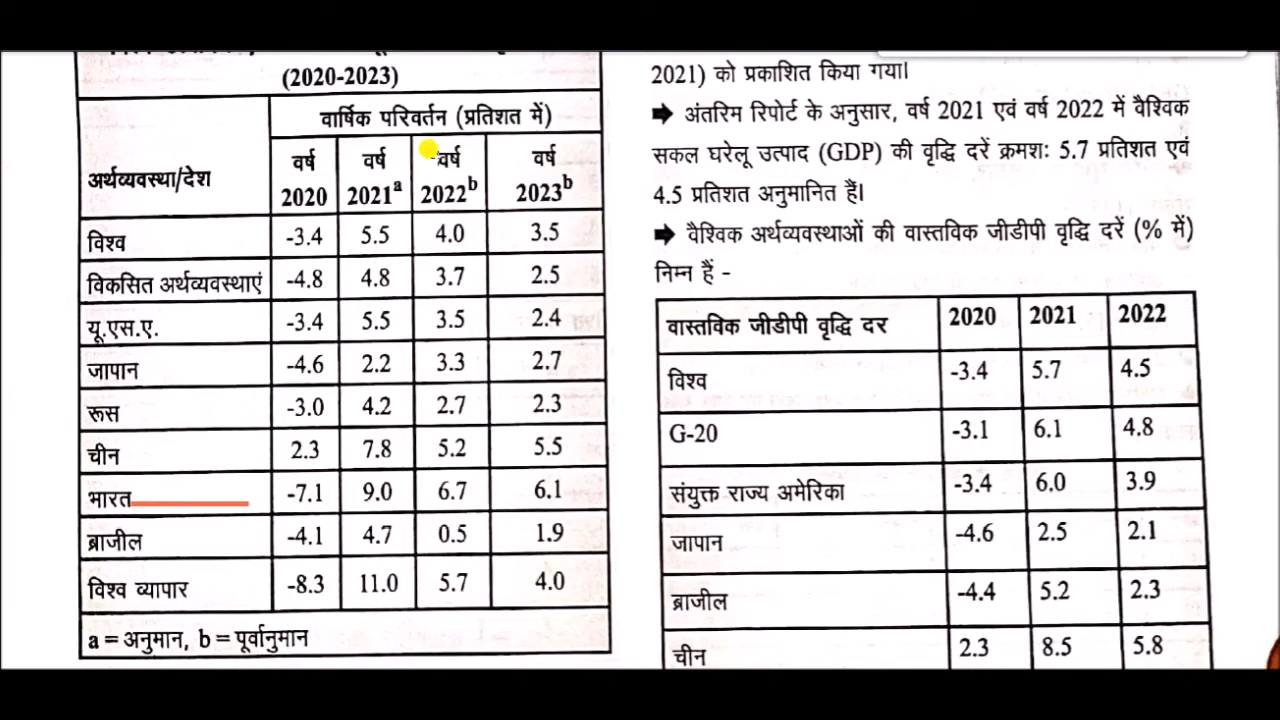 (2020-2023)
अर्थव्यवस्था/देश
वार्षिक परिवर्तन (प्रतिशत में)
वर्ष 2020 वर्ष 2021a वर्ष 2022b वर्ष 2023b
विश्व -3.4 5.5 4.0 3.5
विकसित अर्थव्यवस्थाएं -4.8 4.8 3.7 2.5
यू.एस.ए. -3.4 5.5 3.5 2.4
जापान -4.6 2.2 3.3 2.7
रूस -3.0 4.2 2.7 2.3
चीन 2.3 7.8 5.2 5.5
भारत -7.1 9.0 6.7 6.1
ब्राजील -4.1 4.7 0.5 1.9
विश्व व्यापार -8.3 11.0 5.7 4.0
a = अनुमान, b = पूर्वानुमान
2021) को प्रकाशित किया गया।
➡ अंतरिम रिपोर्ट के अनुसार, वर्ष 2021 एवं वर्ष 2022 में वैश्विक
सकल घरेलू उत्पाद (GDP) की वृद्धि दरें क्रमशः 5.7 प्रतिशत एवं
4.5 प्रतिशत अनुमानित हैं।
➡ वैश्विक अर्थव्यवस्थाओं की वास्तविक जीडीपी वृद्धि दरें (% में)
निम्न हैं -
वास्तविक जीडीपी वृद्धि दर 2020 2021 2022
विश्व -3.4 5.7 4.5
G-20 -3.1 6.1 4.8
संयुक्त राज्य अमेरिका -3.4 6.0 3.9
जापान -4.6 2.5 2.1
ब्राजील -4.4 5.2 2.3
चीन 2.3 8.5 5.8